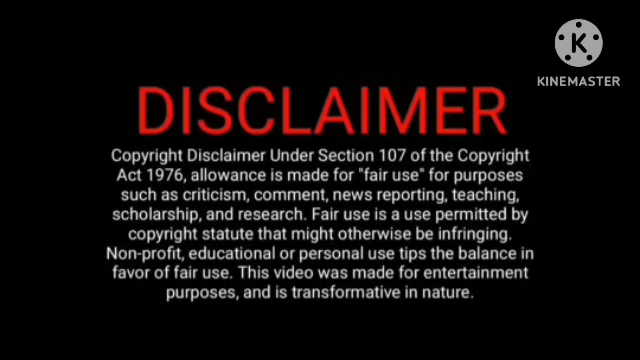 K
KINEMASTER
DISCLAIMER
Copyright Disclaimer Under Section 107 of the Copyright
Act 1976, allowance is made for "fair use" for purposes
such as criticism, comment, news reporting, teaching,
scholarship, and research. Fair use is a use permitted by
copyright statute that might otherwise be infringing.
Non-profit, educational or personal use tips the balance in
favor of fair use. This video was made for entertainment
purposes, and is transformative in nature.